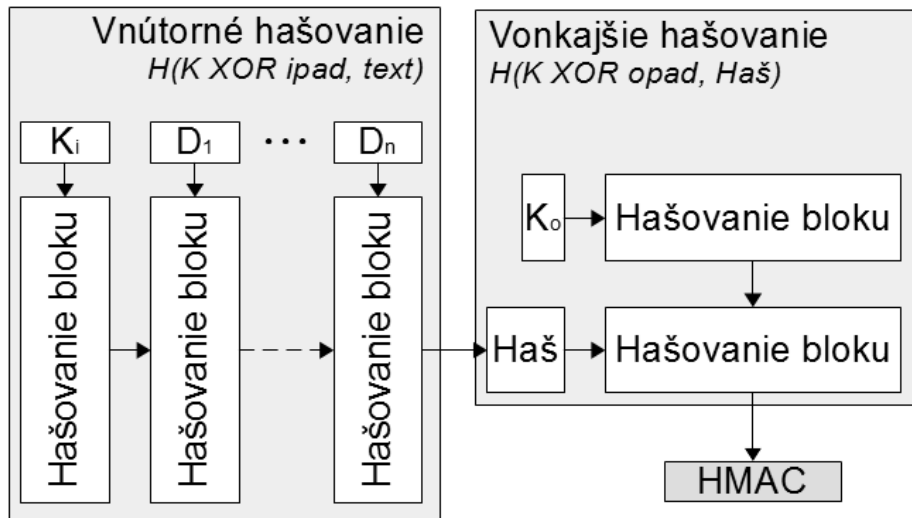 Vnútorné hašovanie
H(K XOR ipad, text)
Ki
D1
...
Dn
Hašovanie bloku
Hašovanie bloku
Hašovanie bloku
Vonkajšie hašovanie
H(K XOR opad, Haš)
Ko
Hašovanie bloku
Haš
Hašovanie bloku
HMAC